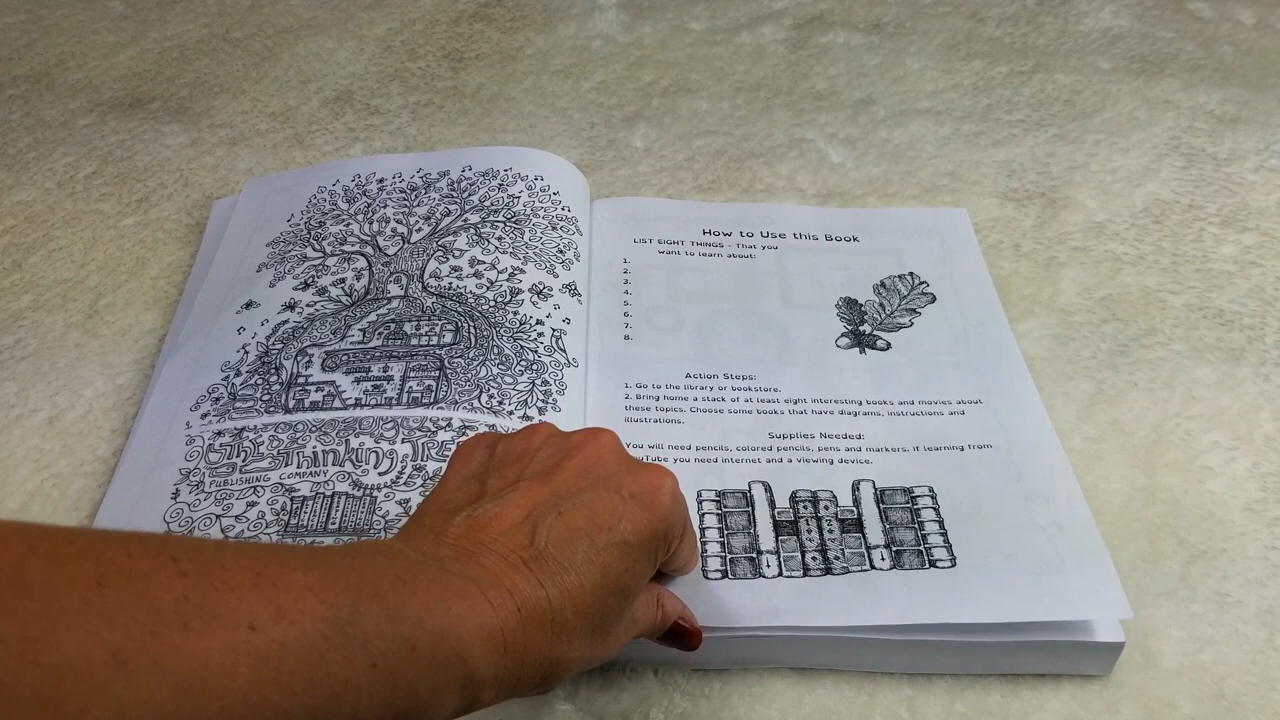 The Thinking TREE
PUBLISHING COMPANY
How to Use this Book
LIST EIGHT THINGS - That you
want to learn about:
1.
2.
3.
4.
5.
6.
7.
8.
Action Steps:
1. Go to the library or bookstore.
2. Bring home a stack of at least eight interesting books and movies about
these topics. Choose some books that have diagrams, instructions and
illustrations.
Supplies Needed:
You will need pencils, colored pencils, pens and markers. If learning from
uTube you need internet and a viewing device.